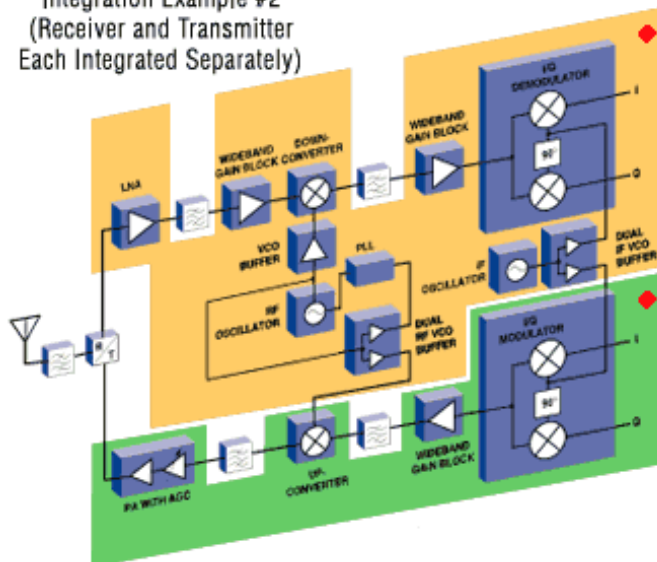 Integration Example #2
(Receiver and Transmitter
Each Integrated Separately)
I/Q
DEMODULATOR
I
90°
Q
WIDEBAND
GAIN BLOCK
DOWN-
CONVERTER
WIDEBAND
GAIN BLOCK
LNA
VCO
BUFFER
PLL
RF
OSCILLATOR
DUAL
RF VCO
BUFFER
IF
OSCILLATOR
DUAL
IF VCO
BUFFER
R
T
I/Q
MODULATOR
I
90°
Q
WIDEBAND
GAIN BLOCK
UP-
CONVERTER
PA WITH AGC